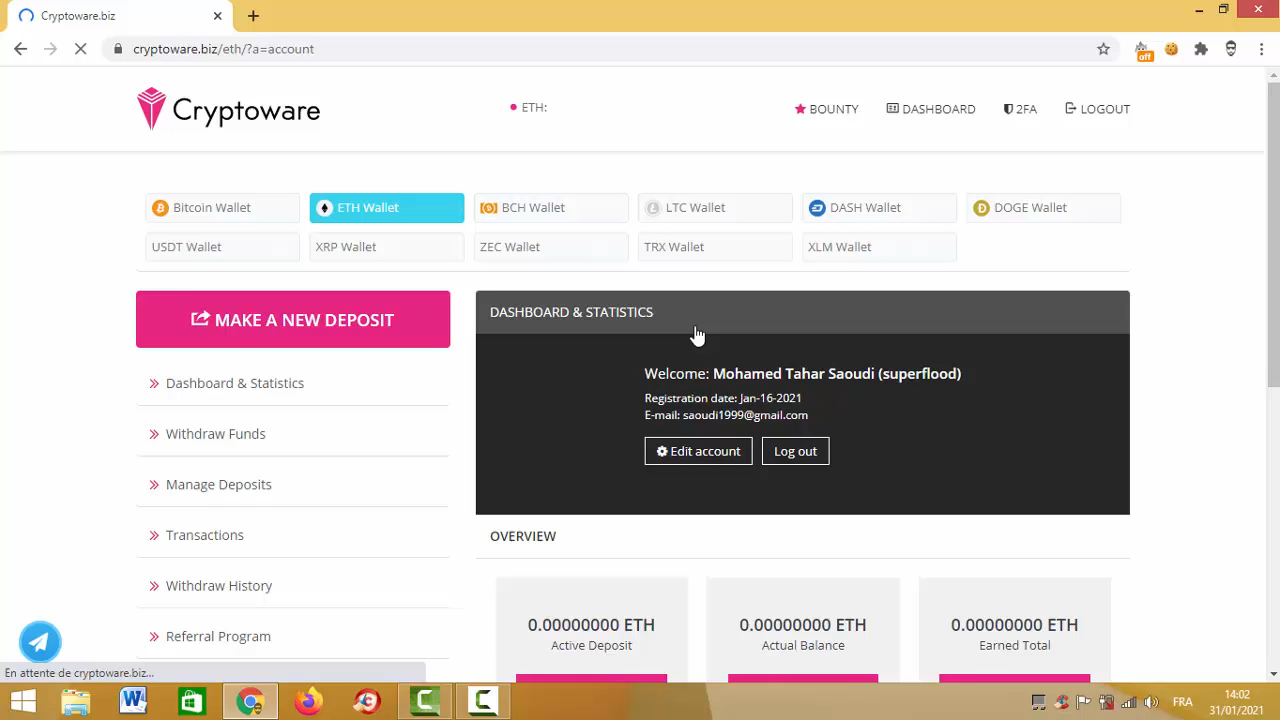 Cryptoware.biz
cryptoware.biz/eth/?a=account
off
Cryptoware
ETH:
BOUNTY
DASHBOARD
2FA
LOGOUT
Bitcoin Wallet
ETH Wallet
BCH Wallet
LTC Wallet
DASH Wallet
DOGE Wallet
USDT Wallet
XRP Wallet
ZEC Wallet
TRX Wallet
XLM Wallet
MAKE A NEW DEPOSIT
Dashboard & Statistics
Withdraw Funds
Manage Deposits
Transactions
Withdraw History
Referral Program
DASHBOARD & STATISTICS
Welcome: Mohamed Tahar Saoudi (superflood)
Registration date: Jan-16-2021
E-mail: saoudi1999@gmail.com
Edit account
Log out
OVERVIEW
0.00000000 ETH
Active Deposit
0.00000000 ETH
Actual Balance
0.00000000 ETH
Earned Total
En attente de cryptoware.biz...
FRA
14:02
31/01/2021